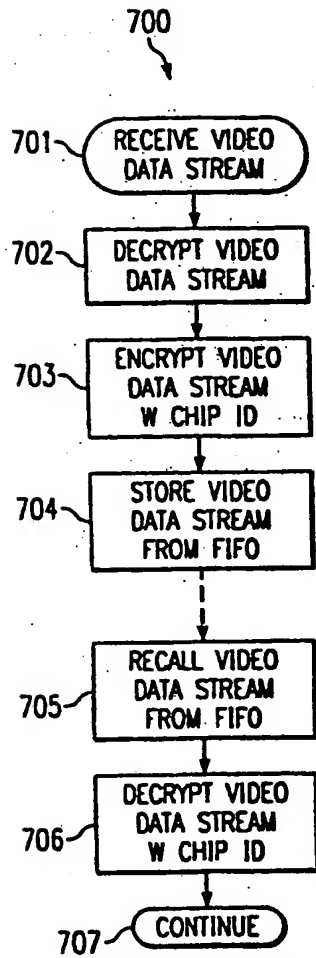 700
701
RECEIVE VIDEO
DATA STREAM
702
DECRYPT VIDEO
DATA STREAM
703
ENCRYPT VIDEO
DATA STREAM
W CHIP ID
704
STORE VIDEO
DATA STREAM
FROM FIFO
705
RECALL VIDEO
DATA STREAM
FROM FIFO
706
DECRYPT VIDEO
DATA STREAM
W CHIP ID
707
CONTINUE